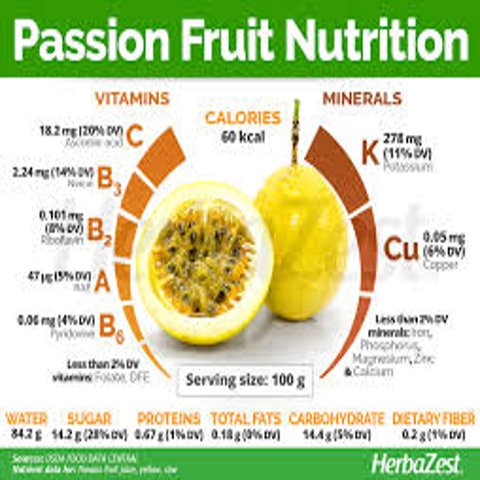 Passion Fruit Nutrition
VITAMINS
CALORIES
60 kcal
MINERALS
18.2 mg (20% DV) C
Ascorbic acid
2.24 mg (14% DV) B3
Niacin
0.101 mg
(8% DV) B2
Riboflavin
47 µg (5% DV) A
RAE
0.06 mg (4% DV) B6
Pyridoxine
Less than 2% DV
vitamins: Folate, DFE
K 278 mg
(11% DV)
Potassium
Cu 0.05 mg
(6% DV)
Copper
Less than 2% DV
minerals: Iron,
Phosphorus,
Magnesium, Zinc
& Calcium
HerbaZest
Serving size: 100 g
WATER SUGAR PROTEINS TOTAL FATS CARBOHYDRATE DIETARY FIBER
84.2 g 14.2 g (28% DV) 0.67 g (1% DV) 0.18 g (0% DV) 14.4 g (5% DV) 0.2 g (1% DV)
Sources: USDA FOOD DATA CENTRAL
Nutrient data for: Passion fruit juice, yellow, raw
HerbaZest